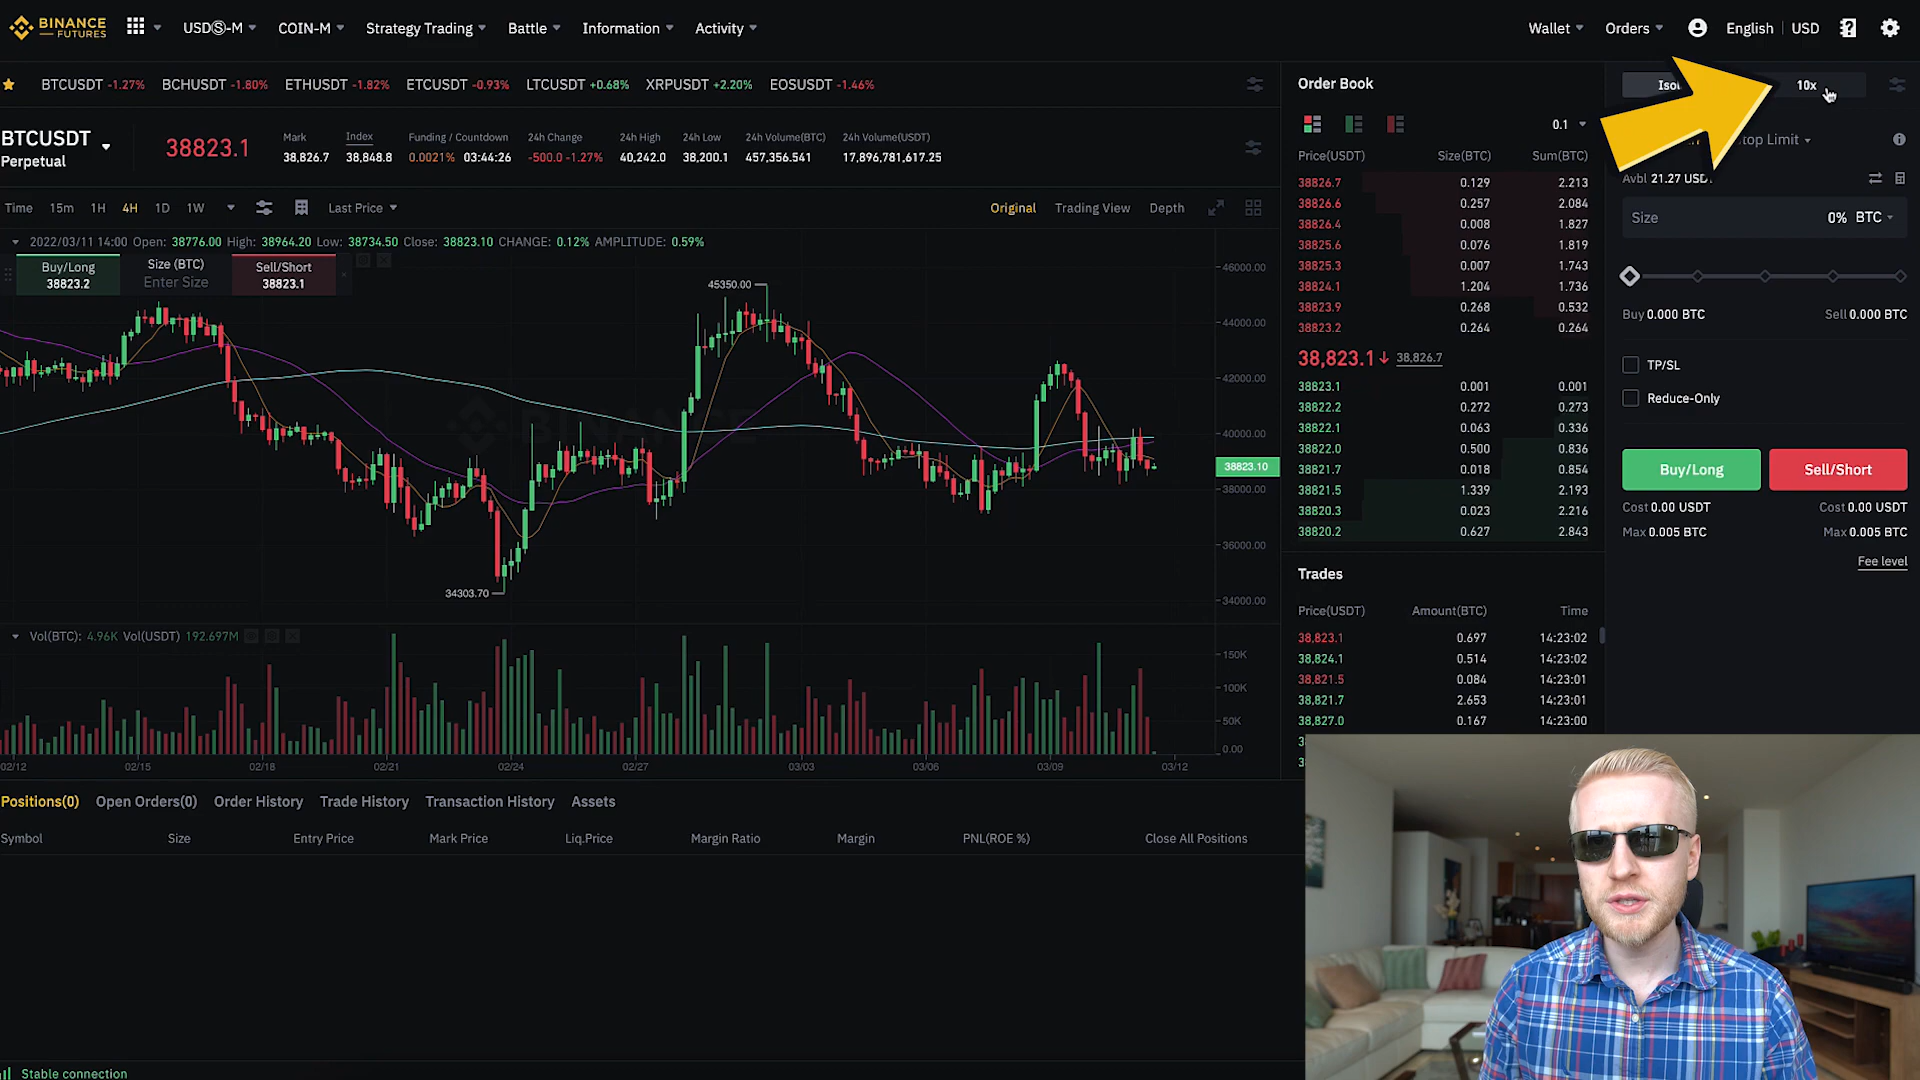 BINANCE
FUTURES
USDⓈ-M
COIN-M
Strategy Trading
Battle
Information
Activity
Wallet
Orders
English
USD
BTCUSDT -1.27%
BCHUSDT -1.80%
ETHUSDT -1.82%
ETCUSDT -0.93%
LTCUSDT +0.68%
XRPUSDT +2.20%
EOSUSDT -1.46%
BTCUSDT
Perpetual
38823.1
Mark
38,826.7
Index
38,848.8
Funding / Countdown
0.0021% 03:44:26
24h Change
-500.0 -1.27%
24h High
40,242.0
24h Low
38,200.1
24h Volume(BTC)
457,356.541
24h Volume(USDT)
17,896,781,617.25
Time 15m 1H 4H 1D 1W
Last Price
Original
Trading View
Depth
2022/03/11 14:00 Open: 38776.00 High: 38964.20 Low: 38734.50 Close: 38823.10 CHANGE: 0.12% AMPLITUDE: 0.59%
Buy/Long
38823.2
Size (BTC)
Enter Size
Sell/Short
38823.1
45350.00
34303.70
BINANCE
46000.00
44000.00
42000.00
40000.00
38823.10
38000.00
36000.00
34000.00
Vol(BTC): 4.96K Vol(USDT) 192.697M
150K
100K
50K
0.00
02/12 02/15 02/18 02/21 02/24 02/27 03/03 03/06 03/09 03/12
Positions(0) Open Orders(0) Order History Trade History Transaction History Assets
Symbol Size Entry Price Mark Price Liq.Price Margin Ratio Margin PNL(ROE %) Close All Positions
Stable connection
Order Book
0.1
Price(USDT) Size(BTC) Sum(BTC)
38826.7 0.129 2.213
38826.6 0.257 2.084
38826.4 0.008 1.827
38825.6 0.076 1.819
38825.3 0.007 1.743
38824.1 1.204 1.736
38823.9 0.268 0.532
38823.2 0.264 0.264
38,823.1↓ 38,826.7
38823.1 0.001 0.001
38822.2 0.272 0.273
38822.1 0.063 0.336
38822.0 0.500 0.836
38821.7 0.018 0.854
38821.5 1.339 2.193
38820.3 0.023 2.216
38820.2 0.627 2.843
Trades
Price(USDT) Amount(BTC) Time
38,823.1 0.697 14:23:02
38,824.1 0.514 14:23:02
38,821.5 0.084 14:23:01
38,821.7 2.653 14:23:01
38,827.0 0.167 14:23:00
10x
Limit
Avbl 21.27 USDT
Size 0% BTC
Buy 0.000 BTC
Sell 0.000 BTC
TP/SL
Reduce-Only
Buy/Long
Sell/Short
Cost 0.00 USDT
Cost 0.00 USDT
Max 0.005 BTC
Max 0.005 BTC
Fee level